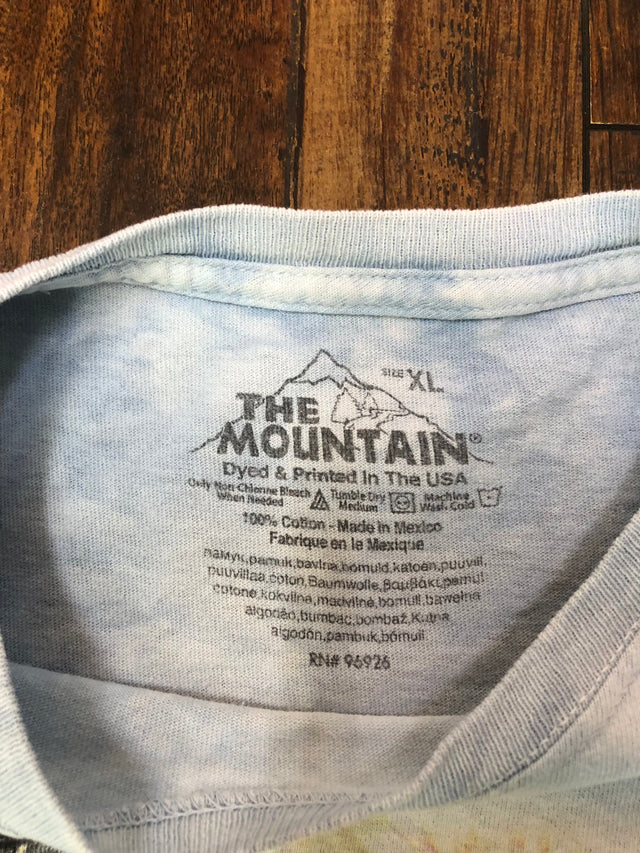 SIZE XL
THE
MOUNTAIN®
Dyed & Printed In The USA
Only Non-Chlorine Bleach When Needed
Tumble Dry Medium
Machine Wash Cold
100% Cotton - Made in Mexico
Fabrique en le Mexique
памук,pamuk,bavlna,bomuld,katoen,puuvill,
puuvillaa,coton,Baumwolle,Βαμβάκι,pamut
cotone,kokvilna,medvilnė,bomull,bawełna
algodão,bumbac,bombaž,Kutna
algodón,pambuk,bomull
RN# 96926